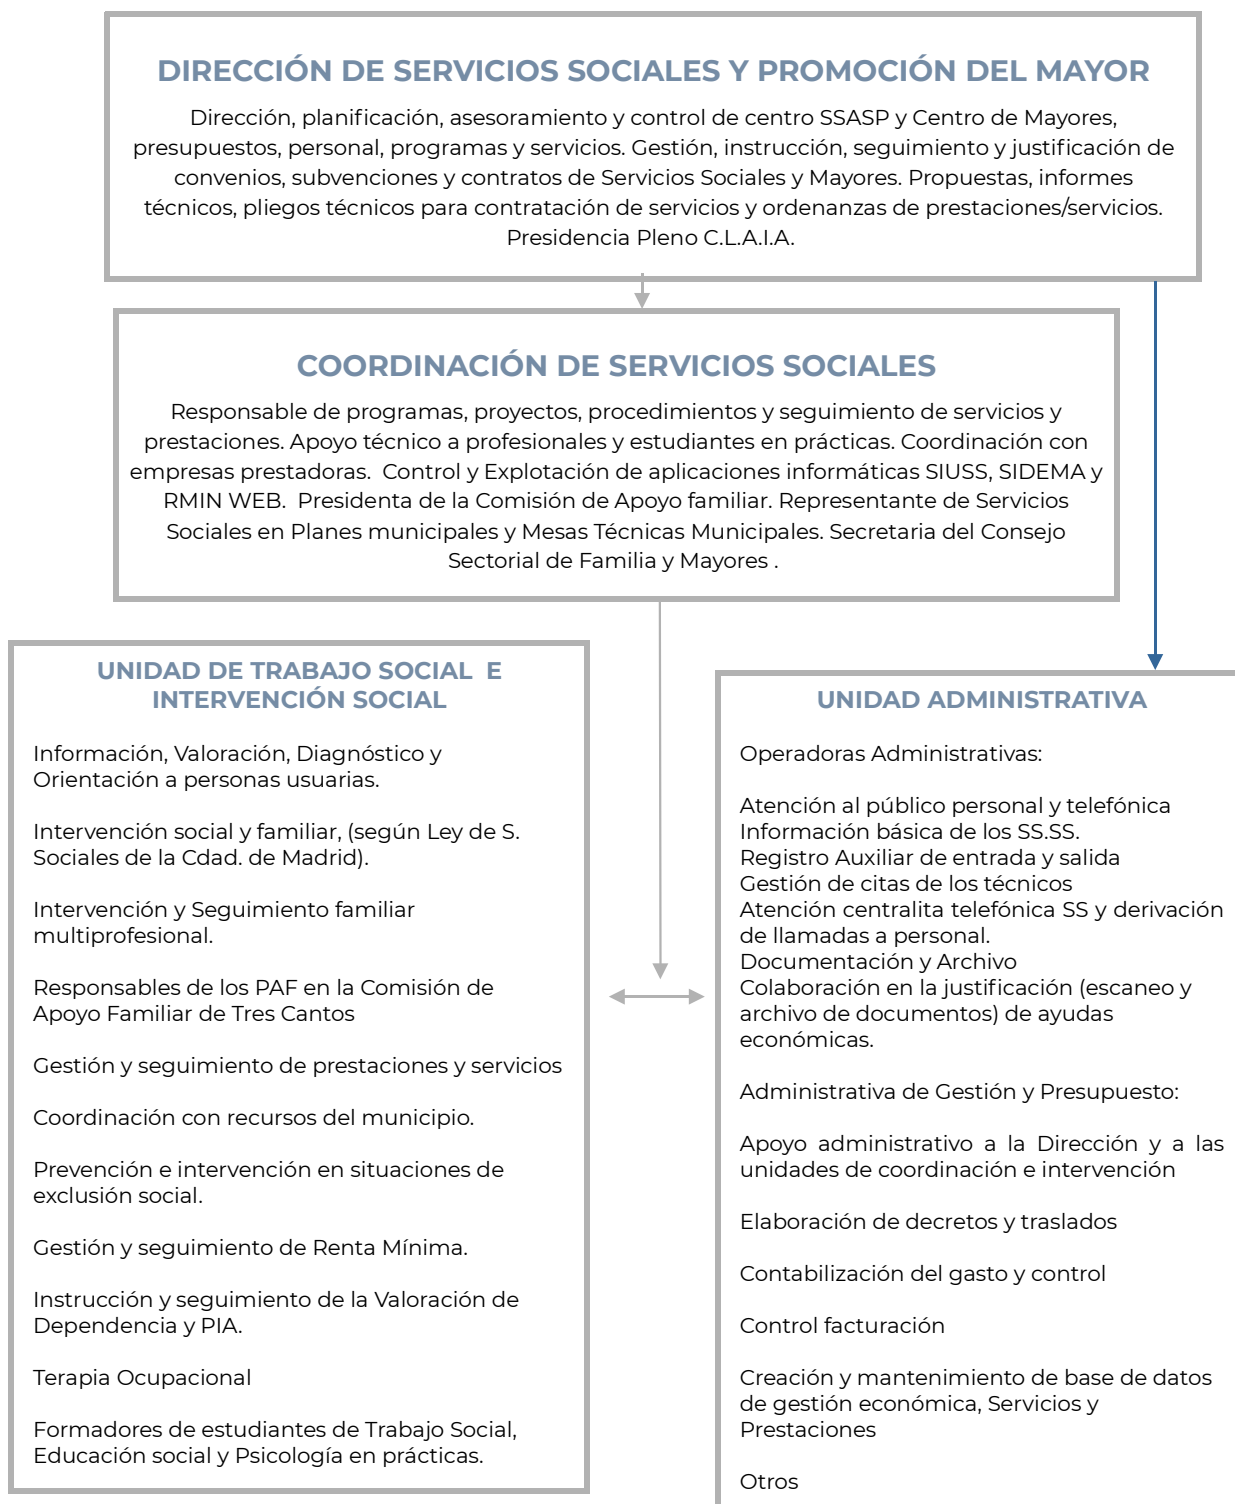 DIRECCIÓN DE SERVICIOS SOCIALES Y PROMOCIÓN DEL MAYOR
Dirección, planificación, asesoramiento y control de centro SSASP y Centro de Mayores,
presupuestos, personal, programas y servicios. Gestión, instrucción, seguimiento y justificación de
convenios, subvenciones y contratos de Servicios Sociales y Mayores. Propuestas, informes
técnicos, pliegos técnicos para contratación de servicios y ordenanzas de prestaciones/servicios.
Presidencia Pleno C.L.A.I.A.
COORDINACIÓN DE SERVICIOS SOCIALES
Responsable de programas, proyectos, procedimientos y seguimiento de servicios y
prestaciones. Apoyo técnico a profesionales y estudiantes en prácticas. Coordinación con
empresas prestadoras.  Control y Explotación de aplicaciones informáticas SIUSS, SIDEMA y
RMIN WEB.  Presidenta de la Comisión de Apoyo familiar. Representante de Servicios
Sociales en Planes municipales y Mesas Técnicas Municipales. Secretaria del Consejo
Sectorial de Familia y Mayores .
UNIDAD DE TRABAJO SOCIAL  E
INTERVENCIÓN SOCIAL
Información, Valoración, Diagnóstico y
Orientación a personas usuarias.
Intervención social y familiar, (según Ley de S.
Sociales de la Cdad. de Madrid).
Intervención y Seguimiento familiar
multiprofesional.
Responsables de los PAF en la Comisión de
Apoyo Familiar de Tres Cantos
Gestión y seguimiento de prestaciones y servicios
Coordinación con recursos del municipio.
Prevención e intervención en situaciones de
exclusión social.
Gestión y seguimiento de Renta Mínima.
Instrucción y seguimiento de la Valoración de
Dependencia y PIA.
Terapia Ocupacional
Formadores de estudiantes de Trabajo Social,
Educación social y Psicología en prácticas.
UNIDAD ADMINISTRATIVA
Operadoras Administrativas:
Atención al público personal y telefónica
Información básica de los SS.SS.
Registro Auxiliar de entrada y salida
Gestión de citas de los técnicos
Atención centralita telefónica SS y derivación
de llamadas a personal.
Documentación y Archivo
Colaboración en la justificación (escaneo y
archivo de documentos) de ayudas
económicas.
Administrativa de Gestión y Presupuesto:
Apoyo administrativo a la Dirección y a las
unidades de coordinación e intervención
Elaboración de decretos y traslados
Contabilización del gasto y control
Control facturación
Creación y mantenimiento de base de datos
de gestión económica, Servicios y
Prestaciones
Otros